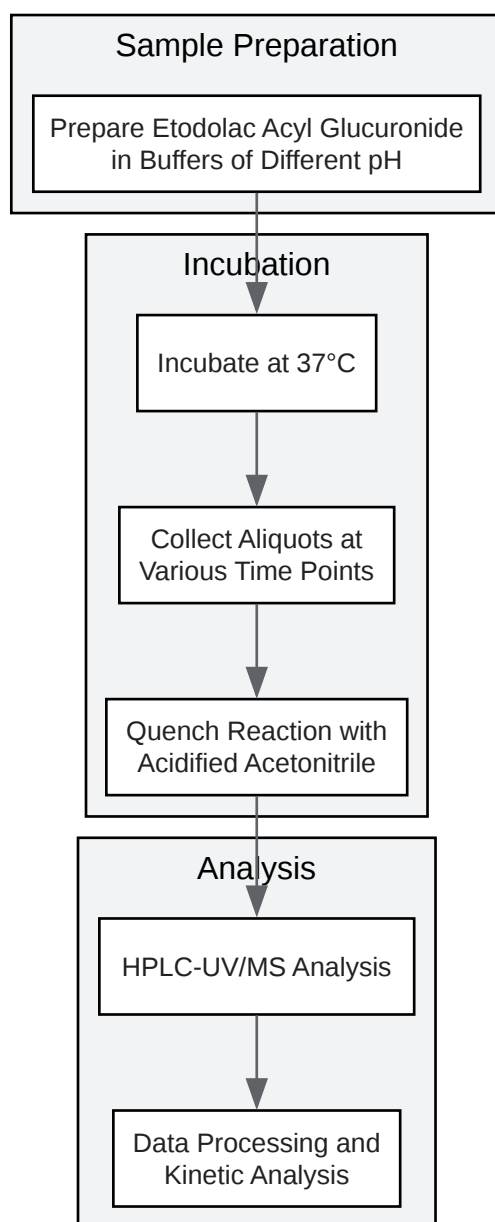 Sample Preparation
Prepare Etodolac Acyl Glucuronide
in Buffers of Different pH
Incubation
Incubate at 37°C
Collect Aliquots at
Various Time Points
Quench Reaction with
Acidified Acetonitrile
Analysis
HPLC-UV/MS Analysis
Data Processing and
Kinetic Analysis